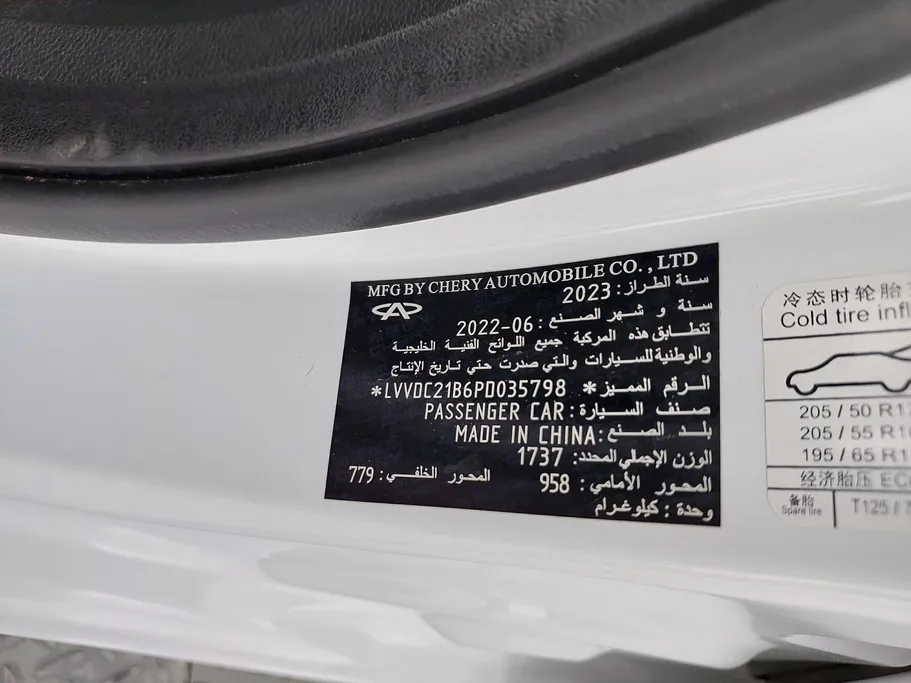 MFG BY CHERY AUTOMOBILE CO. , LTD
سنة الطراز: 2023
سنة و شهر الصنع : 2022-06
تتطابق هذه المركبة جميع اللوائح الفنية الخليجية
والوطنية للسيارات والتي صدرت حتي تاريخ الإنتاج
الرقم المميز: *LVVDC21B6PD035798*
صنف السيارة: PASSENGER CAR
بلد الصنع: MADE IN CHINA
الوزن الإجمالي المحدد: 1737
المحور الأمامي: 958 المحور الخلفي: 779
وحدة : كيلوغرام
冷态时轮胎
Cold tire infl
205 / 50 R17
205 / 55 R16
195 / 65 R1
经济胎压 ECO
备胎
Spare tire
T125 / 7